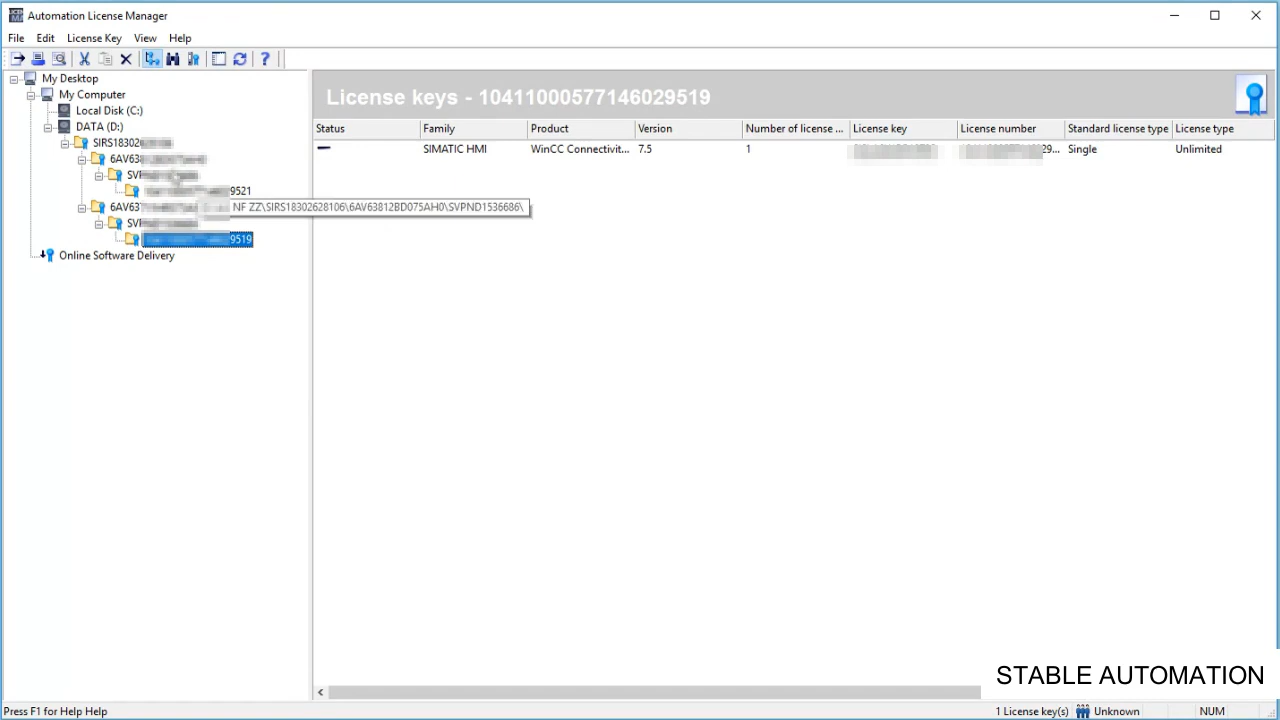 Automation License Manager
File Edit License Key View Help
My Desktop
My Computer
Local Disk (C:)
DATA (D:)
SIRS18302
6AV63
SVP
9521
6AV63
NF ZZ\SIRS18302628106\6AV63812BD075AH0\SVPND1536686\
SVP
9519
Online Software Delivery
License keys - 10411000577146029519
Status Family Product Version Number of license ... License key License number Standard license type License type
SIMATIC HMI WinCC Connectivit... 7.5 1 29... Single Unlimited
STABLE AUTOMATION
Press F1 for Help Help 1 License key(s) Unknown NUM